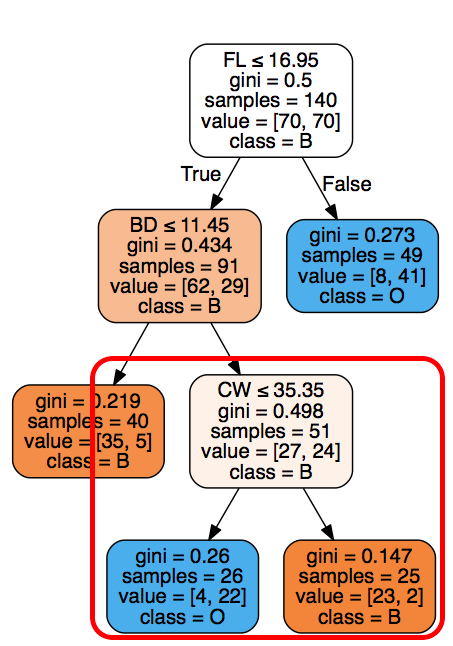 FL ≤ 16.95
gini = 0.5
samples = 140
value = [70, 70]
class = B
True
False
BD ≤ 11.45
gini = 0.434
samples = 91
value = [62, 29]
class = B
gini = 0.273
samples = 49
value = [8, 41]
class = O
gini = 0.219
samples = 40
value = [35, 5]
class = B
CW ≤ 35.35
gini = 0.498
samples = 51
value = [27, 24]
class = B
gini = 0.26
samples = 26
value = [4, 22]
class = O
gini = 0.147
samples = 25
value = [23, 2]
class = B